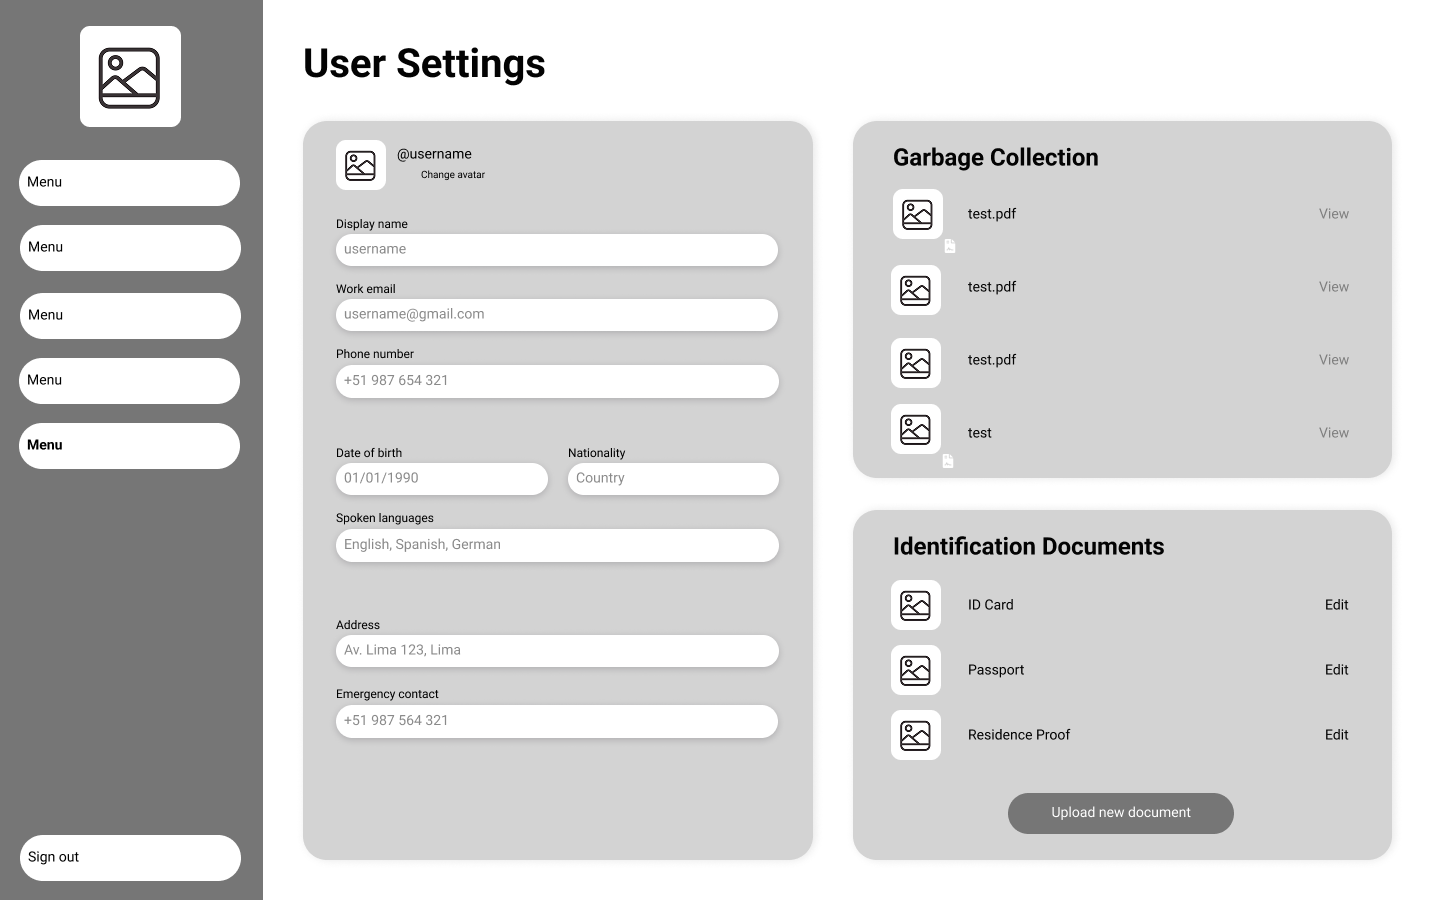 Menu
Menu
Menu
Menu
Menu
Sign out
User Settings
@username
Change avatar
Display name
username
Work email
username@gmail.com
Phone number
+51 987 654 321
Date of birth
Nationality
01/01/1990
Country
Spoken languages
English, Spanish, German
Address
Av. Lima 123, Lima
Emergency contact
+51 987 564 321
Garbage Collection
test.pdf View
test.pdf View
test.pdf View
test View
Identification Documents
ID Card Edit
Passport Edit
Residence Proof Edit
Upload new document